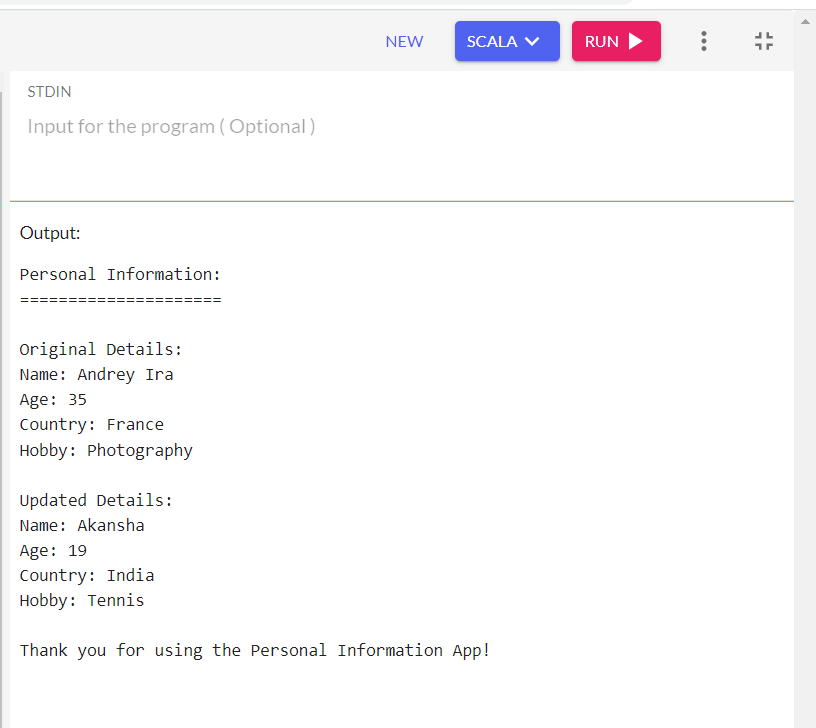 NEW SCALA RUN
STDIN
Input for the program ( Optional )
Output:
Personal Information:
=====================
Original Details:
Name: Andrey Ira
Age: 35
Country: France
Hobby: Photography
Updated Details:
Name: Akansha
Age: 19
Country: India
Hobby: Tennis
Thank you for using the Personal Information App!